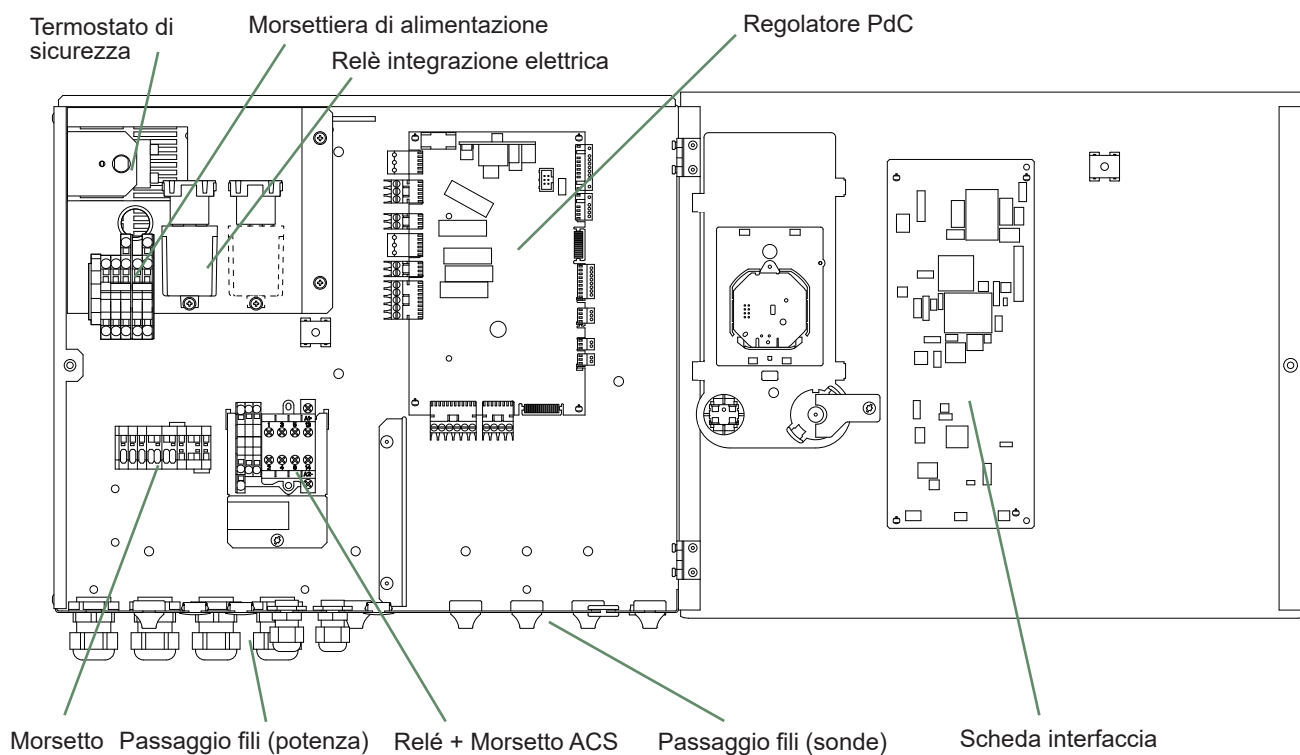 Termostato di
sicurezza
Morsettiera di alimentazione
Relè integrazione elettrica
Regolatore PdC
Morsetto
Passaggio fili (potenza)
Relé + Morsetto ACS
Passaggio fili (sonde)
Scheda interfaccia